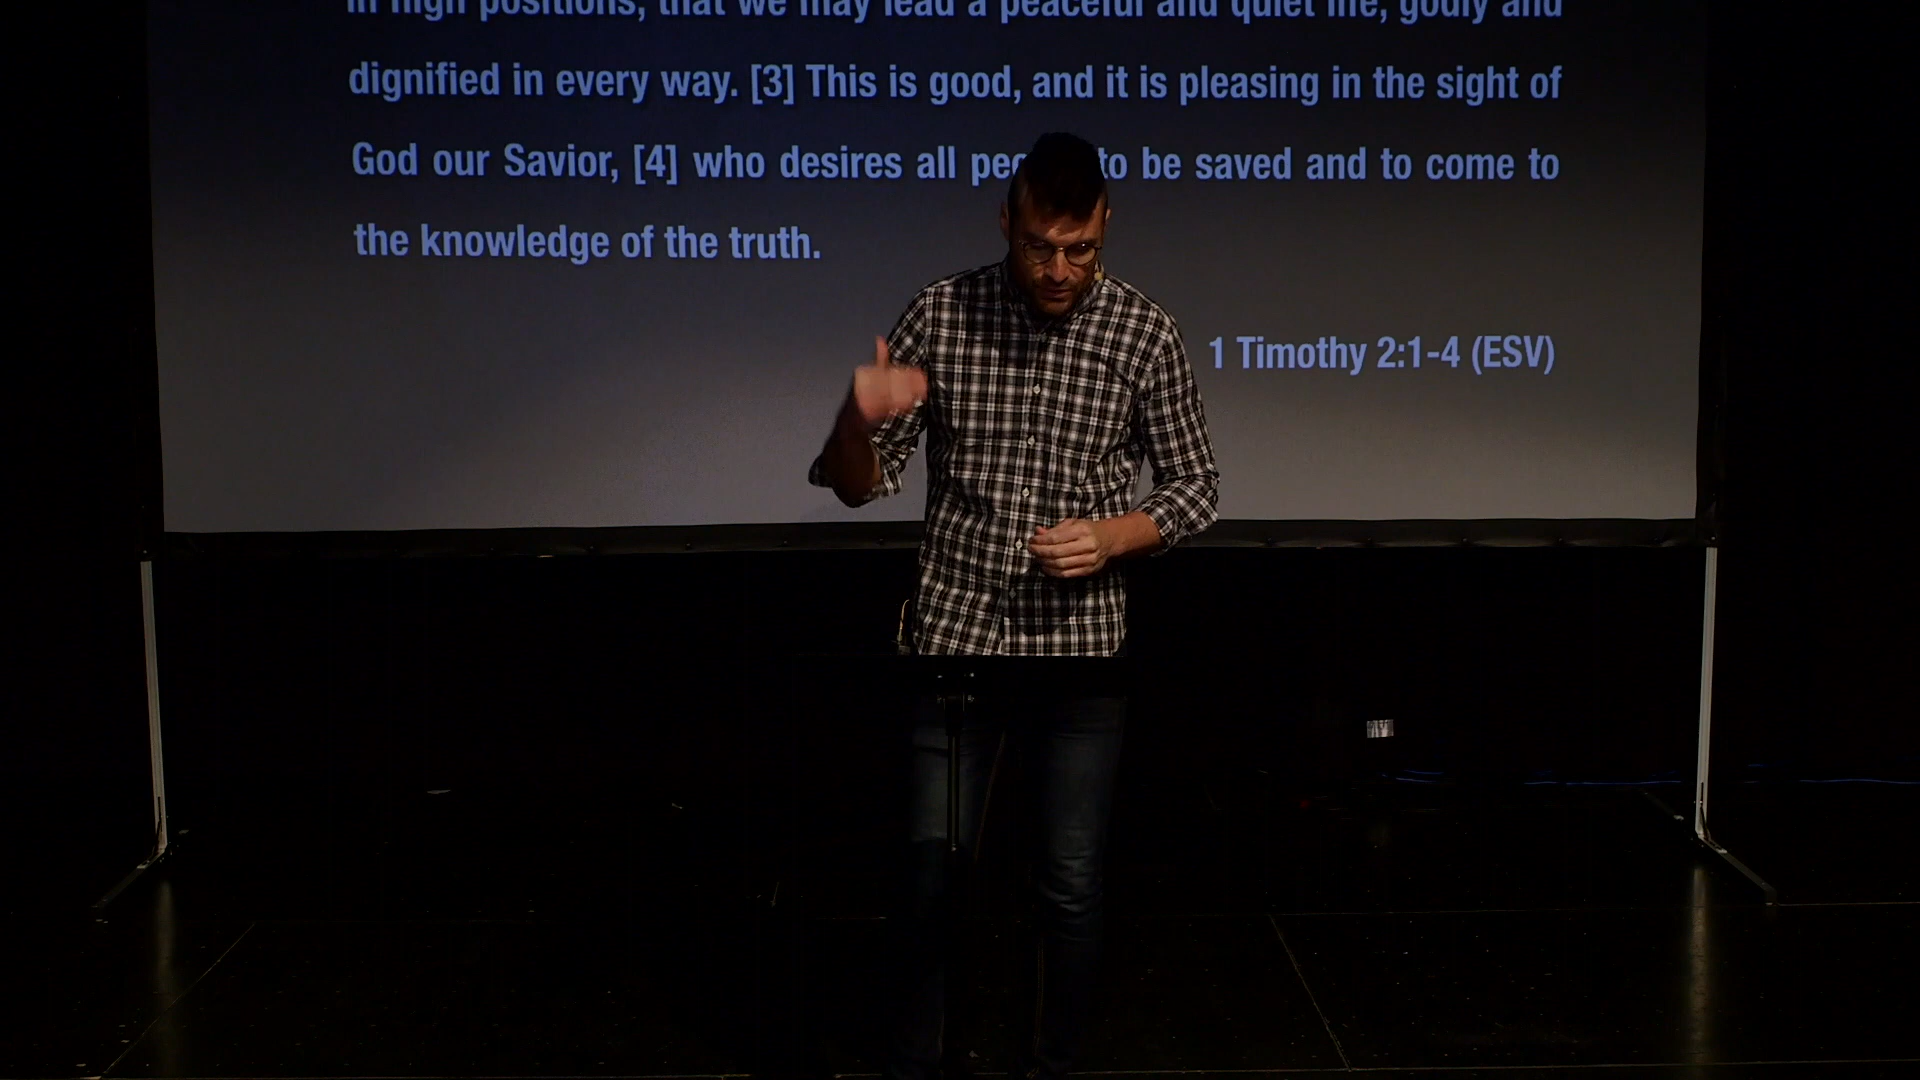 in high positions, that we may lead a peaceful and quiet life, godly and
dignified in every way. [3] This is good, and it is pleasing in the sight of
God our Savior, [4] who desires all to be saved and to come to
the knowledge of the truth.
1 Timothy 2:1-4 (ESV)